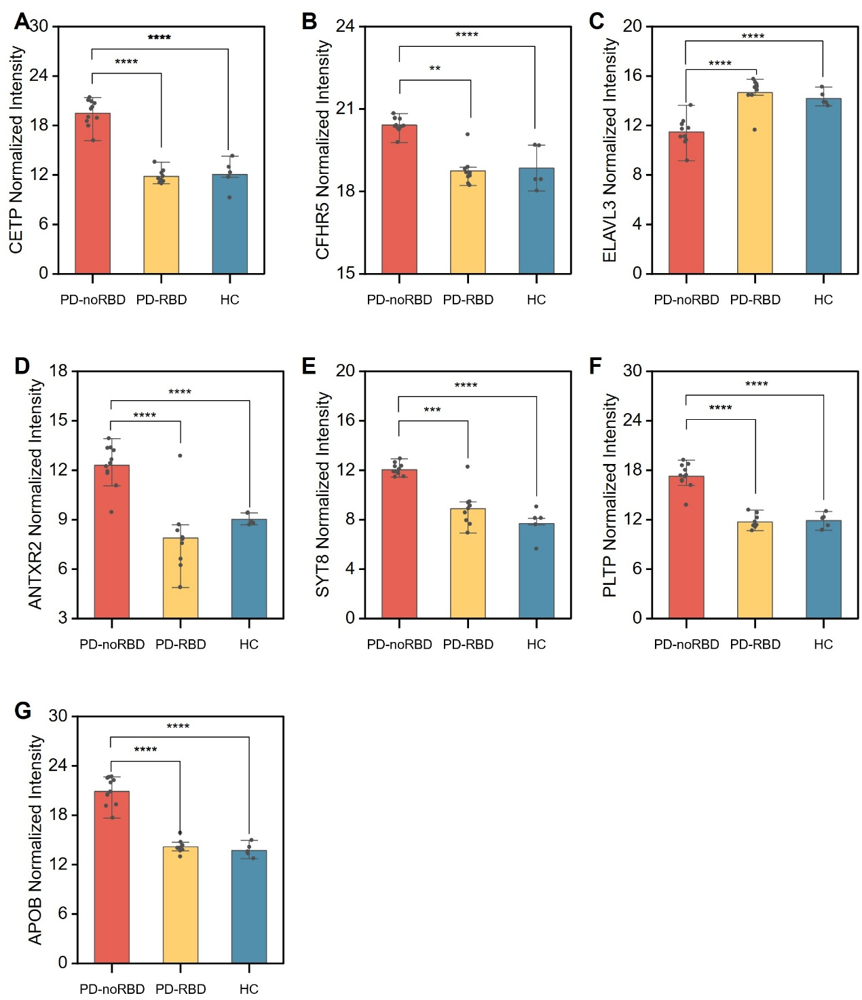 A
CETP Normalized Intensity
30
24
18
12
6
0
****
****
PD-noRBD PD-RBD HC
B
CFHR5 Normalized Intensity
24
21
18
15
****
**
PD-noRBD PD-RBD HC
C
ELAVL3 Normalized Intensity
20
16
12
8
4
0
****
****
PD-noRBD PD-RBD HC
D
ANTXR2 Normalized Intensity
18
15
12
9
6
3
****
****
PD-noRBD PD-RBD HC
E
SYT8 Normalized Intensity
20
16
12
8
4
0
****
***
PD-noRBD PD-RBD HC
F
PLTP Normalized Intensity
30
24
18
12
6
0
****
****
PD-noRBD PD-RBD HC
G
APOB Normalized Intensity
30
24
18
12
6
0
****
****
PD-noRBD PD-RBD HC